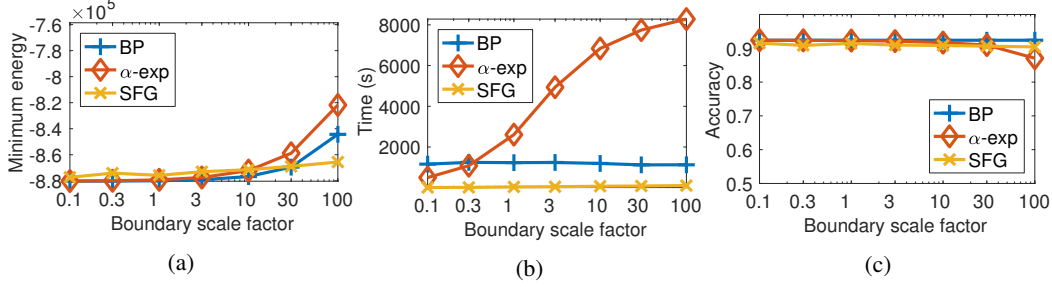 ×10⁵
-7.6
-7.8
-8
-8.2
-8.4
-8.6
-8.8
Minimum energy
BP
α-exp
SFG
0.1 0.3 1 3 10 30 100
Boundary scale factor
(a)
8000
6000
4000
2000
Time (s)
BP
α-exp
SFG
0.1 0.3 1 3 10 30 100
Boundary scale factor
(b)
0.9
0.8
0.7
0.6
0.5
Accuracy
BP
α-exp
SFG
0.1 0.3 1 3 10 30 100
Boundary scale factor
(c)